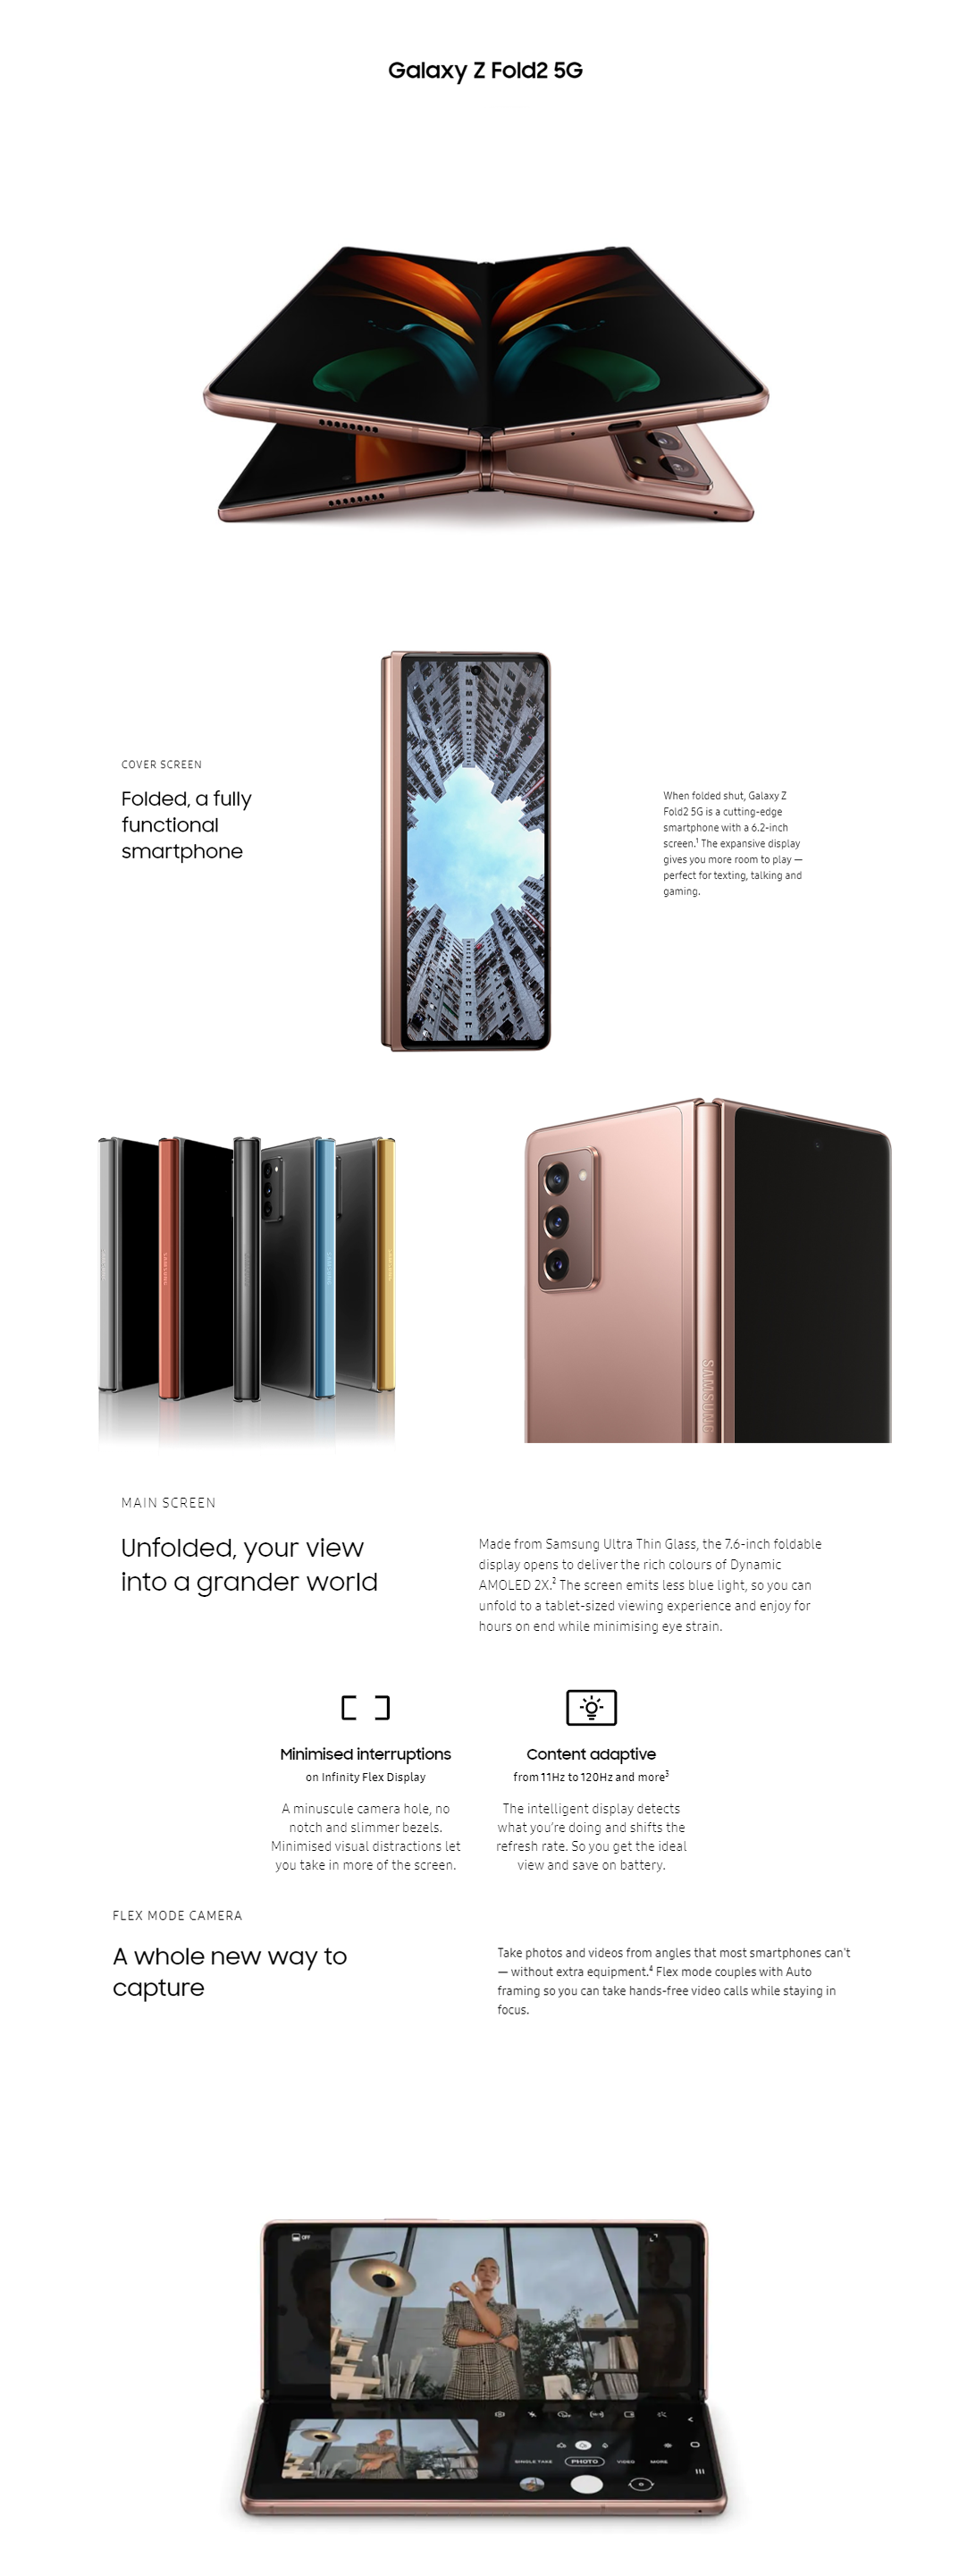 Galaxy Z Fold2 5G
COVER SCREEN
Folded, a fully
functional
smartphone
When folded shut, Galaxy Z
Fold2 5G is a cutting-edge
smartphone with a 6.2-inch
screen.¹ The expansive display
gives you more room to play —
perfect for texting, talking and
gaming.
SAMSUNG
SAMSUNG
SAMSUNG
MAIN SCREEN
Unfolded, your view
into a grander world
Made from Samsung Ultra Thin Glass, the 7.6-inch foldable
display opens to deliver the rich colours of Dynamic
AMOLED 2X.² The screen emits less blue light, so you can
unfold to a tablet-sized viewing experience and enjoy for
hours on end while minimising eye strain.
Minimised interruptions
on Infinity Flex Display
A minuscule camera hole, no
notch and slimmer bezels.
Minimised visual distractions let
you take in more of the screen.
Content adaptive
from 11Hz to 120Hz and more³
The intelligent display detects
what you're doing and shifts the
refresh rate. So you get the ideal
view and save on battery.
FLEX MODE CAMERA
A whole new way to
capture
Take photos and videos from angles that most smartphones can't
— without extra equipment.⁴ Flex mode couples with Auto
framing so you can take hands-free video calls while staying in
focus.
OFF
SINGLE TAKE PHOTO VIDEO MORE